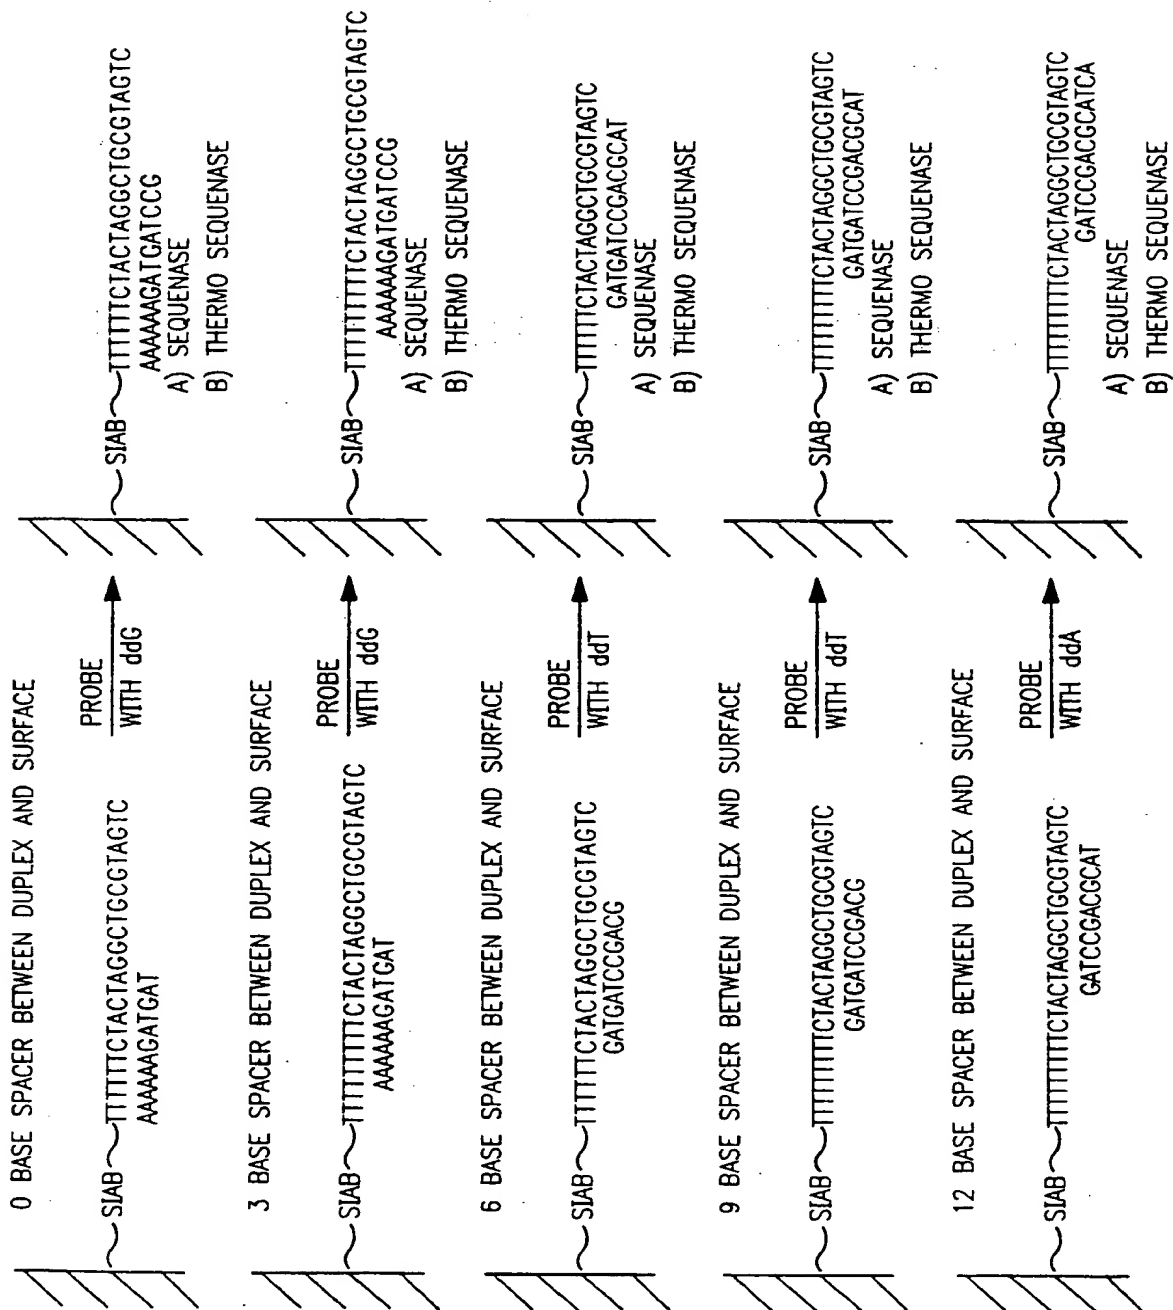 0 BASE SPACER BETWEEN DUPLEX AND SURFACE
SIAB TTTTTTCTACTAGGCTGCGTAGTC
AAAAAGATGAT
PROBE
WITH ddG
SIAB TTTTTTCTACTAGGCTGCGTAGTC
AAAAAGATGATCCG
A) SEQUENASE
B) THERMO SEQUENASE
3 BASE SPACER BETWEEN DUPLEX AND SURFACE
SIAB TTTTTTTTTCTACTAGGCTGCGTAGTC
AAAAAGATGAT
PROBE
WITH ddG
SIAB TTTTTTTTTCTACTAGGCTGCGTAGTC
AAAAAGATGATCCG
A) SEQUENASE
B) THERMO SEQUENASE
6 BASE SPACER BETWEEN DUPLEX AND SURFACE
SIAB TTTTTTCTACTAGGCTGCGTAGTC
GATGATCCGACG
PROBE
WITH ddT
SIAB TTTTTTCTACTAGGCTGCGTAGTC
GATGATCCGACGCAT
A) SEQUENASE
B) THERMO SEQUENASE
9 BASE SPACER BETWEEN DUPLEX AND SURFACE
SIAB TTTTTTTTTCTACTAGGCTGCGTAGTC
GATGATCCGACG
PROBE
WITH ddT
SIAB TTTTTTTTTCTACTAGGCTGCGTAGTC
GATGATCCGACGCAT
A) SEQUENASE
B) THERMO SEQUENASE
12 BASE SPACER BETWEEN DUPLEX AND SURFACE
SIAB TTTTTTTTTCTACTAGGCTGCGTAGTC
GATCCGACGCAT
PROBE
WITH ddA
SIAB TTTTTTTTTCTACTAGGCTGCGTAGTC
GATCCGACGCATCA
A) SEQUENASE
B) THERMO SEQUENASE